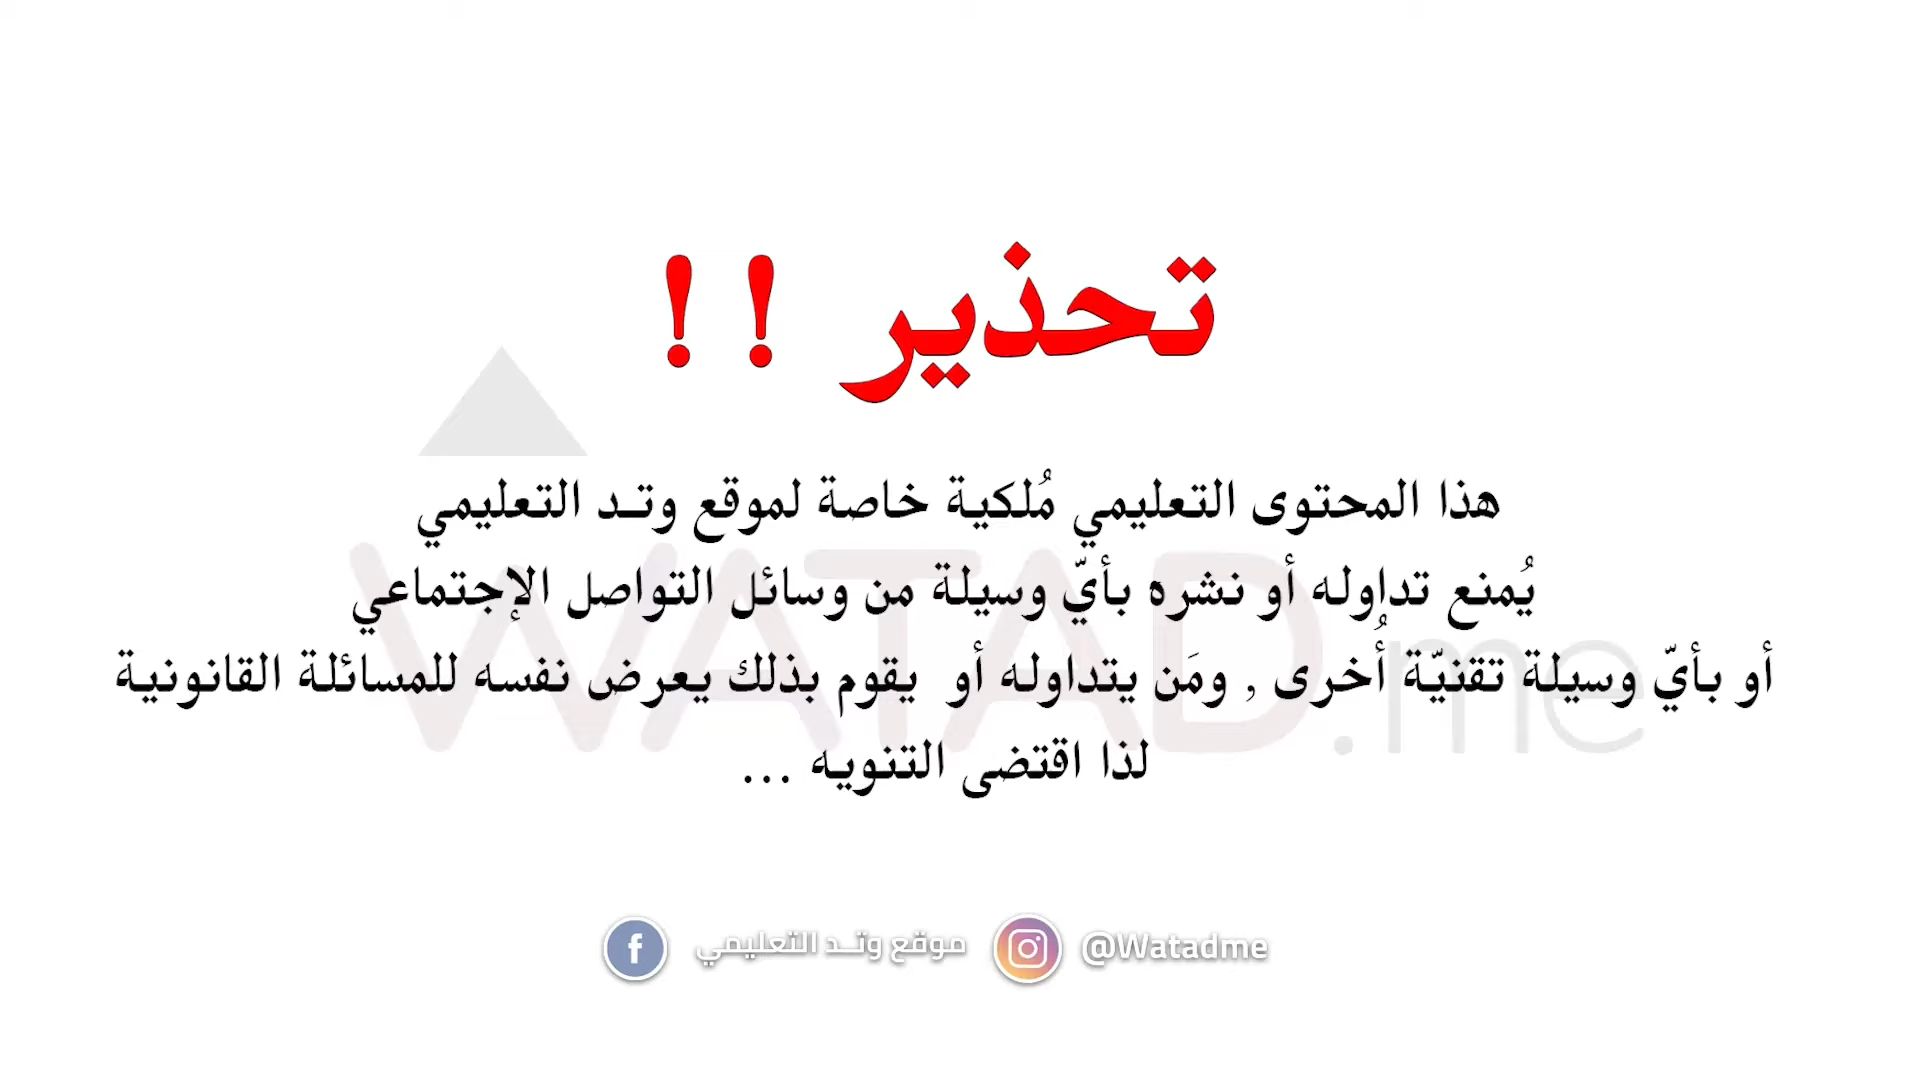 تحذير ! !
هذا المحتوى التعليمي مُلكية خاصة لموقع وتـد التعليمي
يُمنع تداوله أو نشره بأيّ وسيلة من وسائل التواصل الإجتماعي
أو بأيّ وسيلة تقنيّة أُخرى , ومَن يتداوله أو يقوم بذلك يعرض نفسه للمسائلة القانونية
لذا اقتضى التنويه ...
WATAD.me
f موقع وتـد التعليمي @Watadme